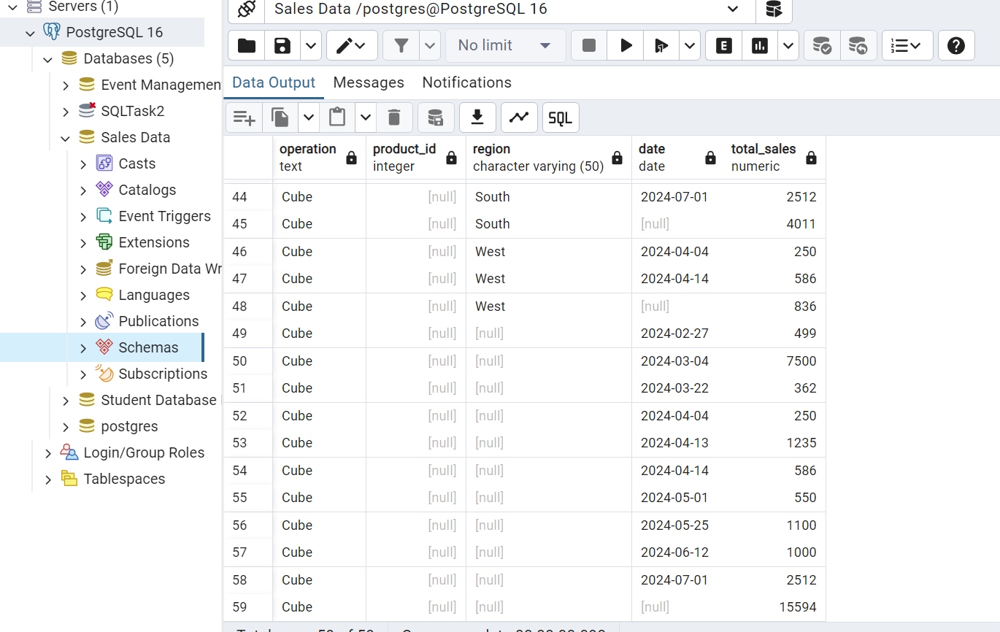 Servers (1)
PostgreSQL 16
Databases (5)
Event Managemen
SQLTask2
Sales Data
Casts
Catalogs
Event Triggers
Extensions
Foreign Data Wr
Languages
Publications
Schemas
Subscriptions
Student Database
postgres
Login/Group Roles
Tablespaces
Sales Data /postgres@PostgreSQL 16
No limit
E
Data Output Messages Notifications
SQL
operation product_id region date total_sales
text integer character varying (50) date numeric
44 Cube [null] South 2024-07-01 2512
45 Cube [null] South [null] 4011
46 Cube [null] West 2024-04-04 250
47 Cube [null] West 2024-04-14 586
48 Cube [null] West [null] 836
49 Cube [null] [null] 2024-02-27 499
50 Cube [null] [null] 2024-03-04 7500
51 Cube [null] [null] 2024-03-22 362
52 Cube [null] [null] 2024-04-04 250
53 Cube [null] [null] 2024-04-13 1235
54 Cube [null] [null] 2024-04-14 586
55 Cube [null] [null] 2024-05-01 550
56 Cube [null] [null] 2024-05-25 1100
57 Cube [null] [null] 2024-06-12 1000
58 Cube [null] [null] 2024-07-01 2512
59 Cube [null] [null] [null] 15594